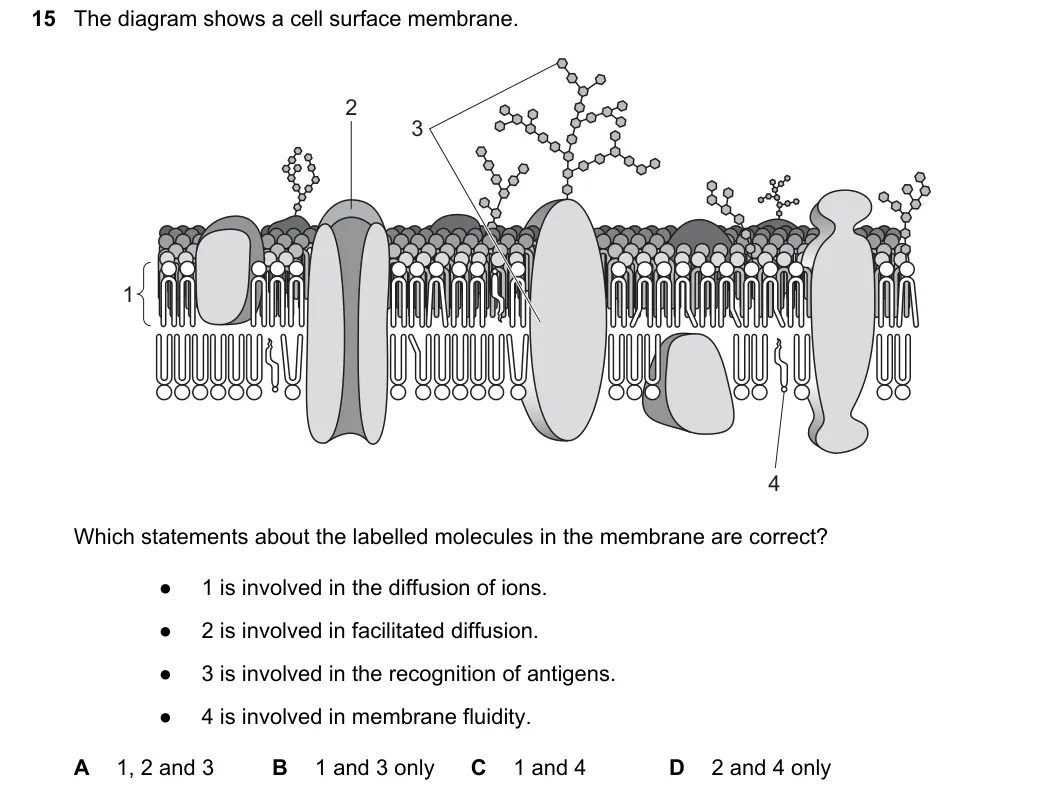 15 The diagram shows a cell surface membrane.
2
3
1
4
Which statements about the labelled molecules in the membrane are correct?
● 1 is involved in the diffusion of ions.
● 2 is involved in facilitated diffusion.
● 3 is involved in the recognition of antigens.
● 4 is involved in membrane fluidity.
A 1, 2 and 3 B 1 and 3 only C 1 and 4 D 2 and 4 only